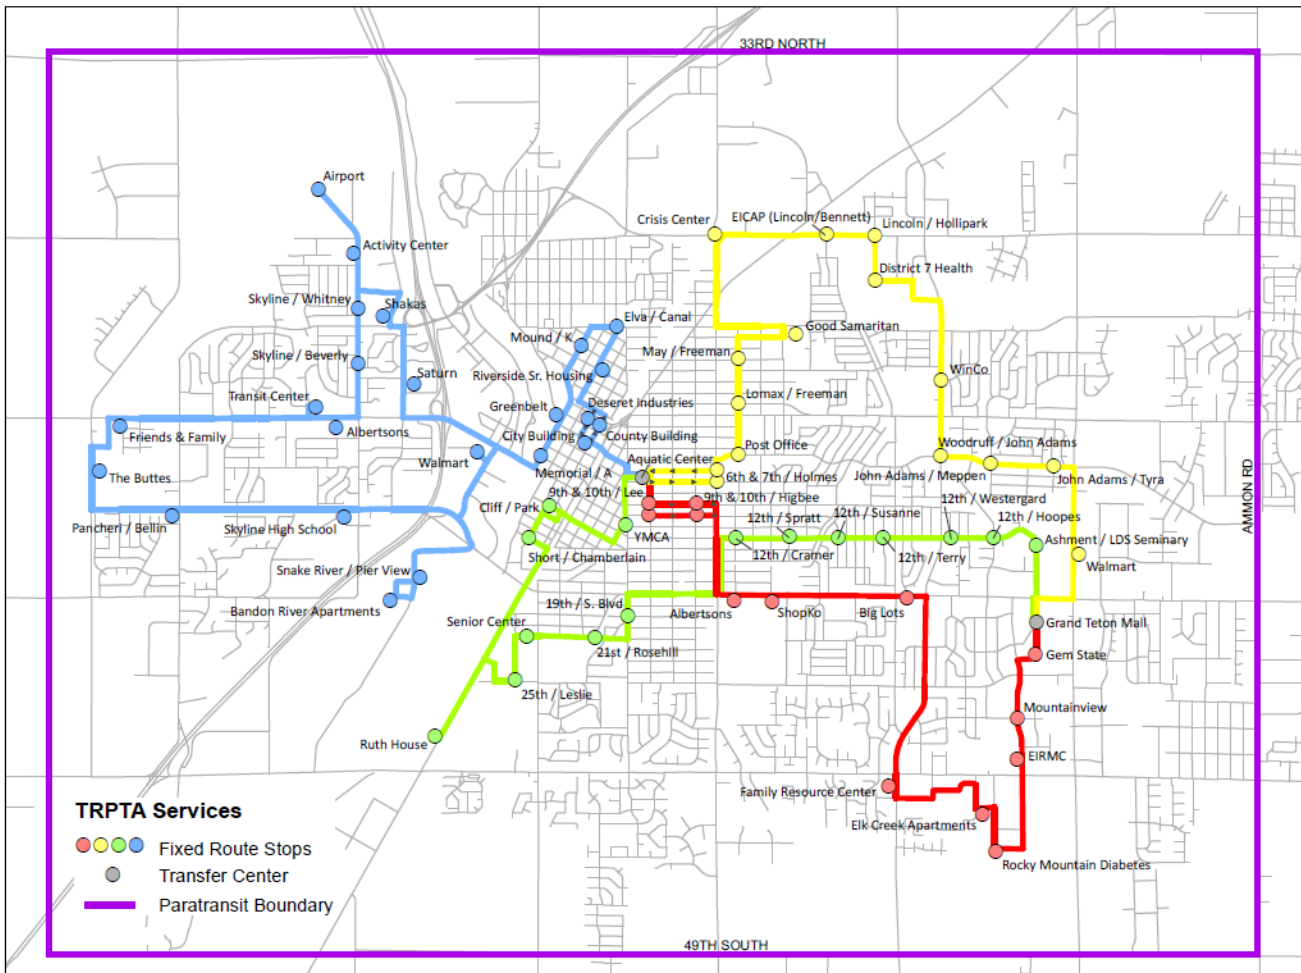 33RD NORTH
Airport
Crisis Center
EICAP (Lincoln/Bennett)
Lincoln / Hollipark
Activity Center
District 7 Health
Skyline / Whitney
Shakas
Elva / Canal
Mound / K
Good Samaritan
May / Freeman
Skyline / Beverly
Saturn
Riverside Sr. Housing
WinCo
Transit Center
Greenbelt
Deseret Industries
Lomax / Freeman
Friends & Family
Albertsons
City Building
County Building
Post Office
Woodruff / John Adams
Walmart
Aquatic Center
The Buttes
Memorial / A
6th & 7th / Holmes
John Adams / Meppen
John Adams / Tyra
9th & 10th / Lee
9th & 10th / Higbee
12th / Westergard
AMMON RD
Cliff / Park
12th / Spratt
12th / Susanne
12th / Hoopes
Pancheri / Bellin
Skyline High School
YMCA
Ashment / LDS Seminary
Short / Chamberlain
12th / Cramer
12th / Terry
Walmart
Snake River / Pier View
Bandon River Apartments
19th / S. Blvd
Albertsons
ShopKo
Big Lots
Senior Center
Grand Teton Mall
21st / Rosehill
Gem State
25th / Leslie
Mountainview
Ruth House
EIRMC
Family Resource Center
Elk Creek Apartments
Rocky Mountain Diabetes
TRPTA Services
Fixed Route Stops
Transfer Center
Paratransit Boundary
49TH SOUTH